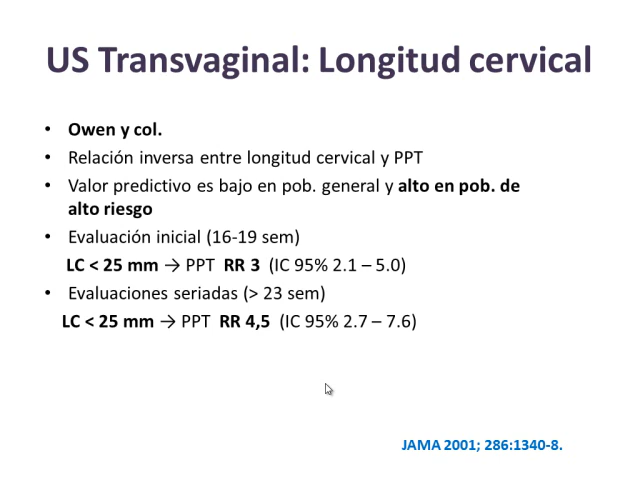 US Transvaginal: Longitud cervical
• Owen y col.
• Relación inversa entre longitud cervical y PPT
• Valor predictivo es bajo en pob. general y alto en pob. de
alto riesgo
• Evaluación inicial (16-19 sem)
LC < 25 mm → PPT RR 3 (IC 95% 2.1 – 5.0)
• Evaluaciones seriadas (> 23 sem)
LC < 25 mm → PPT RR 4,5 (IC 95% 2.7 – 7.6)
JAMA 2001; 286:1340-8.